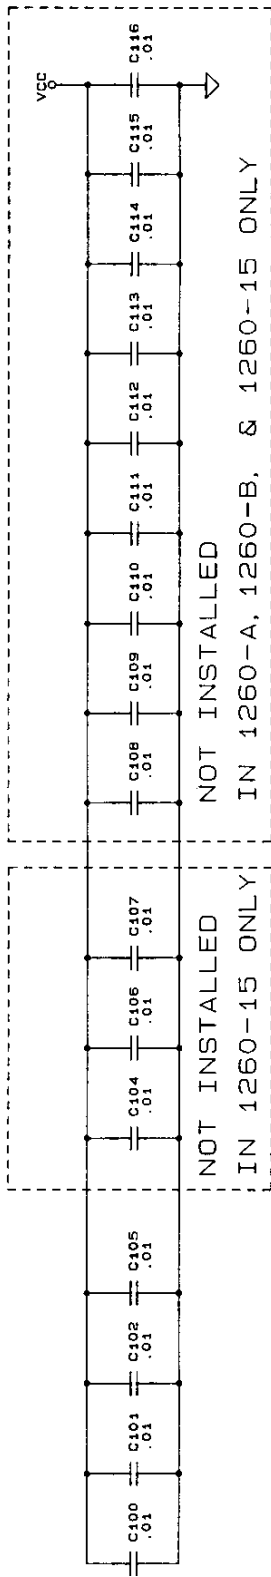 C100
.01
C101
.01
C102
.01
C105
.01
C104
.01
C106
.01
C107
.01
NOT INSTALLED
IN 1260-15 ONLY
C108
.01
C109
.01
C110
.01
C111
.01
C112
.01
C113
.01
C114
.01
C115
.01
C116
.01
VCC
NOT INSTALLED
IN 1260-A, 1260-B, & 1260-15 ONLY